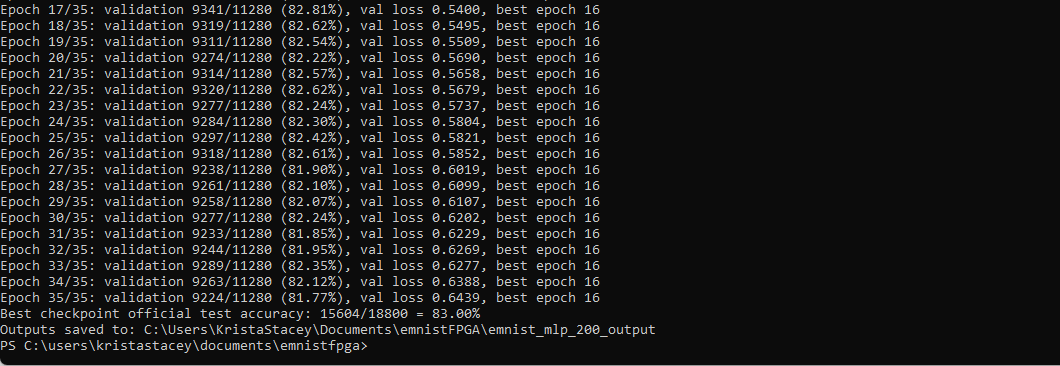 Epoch 17/35: validation 9341/11280 (82.81%), val loss 0.5400, best epoch 16
Epoch 18/35: validation 9319/11280 (82.62%), val loss 0.5495, best epoch 16
Epoch 19/35: validation 9311/11280 (82.54%), val loss 0.5509, best epoch 16
Epoch 20/35: validation 9274/11280 (82.22%), val loss 0.5690, best epoch 16
Epoch 21/35: validation 9314/11280 (82.57%), val loss 0.5658, best epoch 16
Epoch 22/35: validation 9320/11280 (82.62%), val loss 0.5679, best epoch 16
Epoch 23/35: validation 9277/11280 (82.24%), val loss 0.5737, best epoch 16
Epoch 24/35: validation 9284/11280 (82.30%), val loss 0.5804, best epoch 16
Epoch 25/35: validation 9297/11280 (82.42%), val loss 0.5821, best epoch 16
Epoch 26/35: validation 9318/11280 (82.61%), val loss 0.5852, best epoch 16
Epoch 27/35: validation 9238/11280 (81.90%), val loss 0.6019, best epoch 16
Epoch 28/35: validation 9261/11280 (82.10%), val loss 0.6099, best epoch 16
Epoch 29/35: validation 9258/11280 (82.07%), val loss 0.6107, best epoch 16
Epoch 30/35: validation 9277/11280 (82.24%), val loss 0.6202, best epoch 16
Epoch 31/35: validation 9233/11280 (81.85%), val loss 0.6229, best epoch 16
Epoch 32/35: validation 9244/11280 (81.95%), val loss 0.6269, best epoch 16
Epoch 33/35: validation 9289/11280 (82.35%), val loss 0.6277, best epoch 16
Epoch 34/35: validation 9263/11280 (82.12%), val loss 0.6388, best epoch 16
Epoch 35/35: validation 9224/11280 (81.77%), val loss 0.6439, best epoch 16
Best checkpoint official test accuracy: 15604/18800 = 83.00%
Outputs saved to: C:\Users\KristaStacey\Documents\emnistFPGA\emnist_mlp_200_output
PS C:\users\kristastacey\documents\emnistfpga>